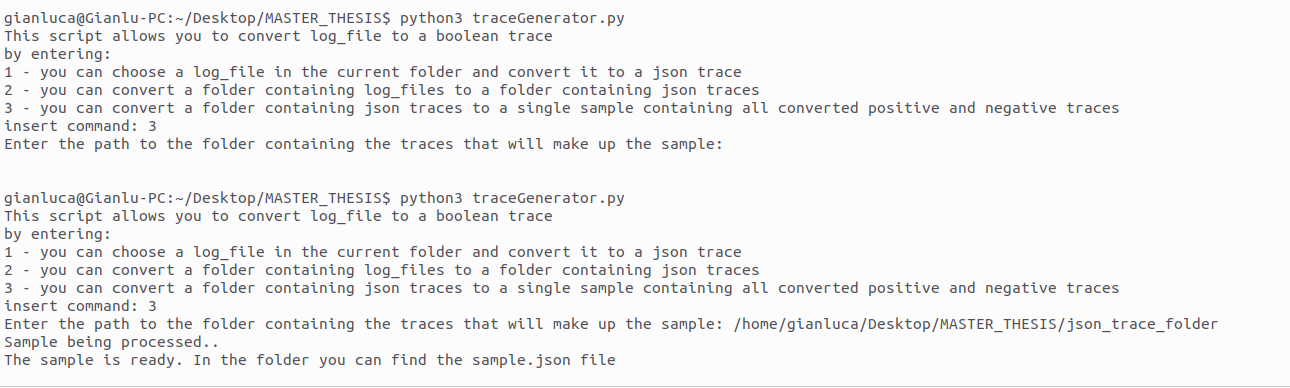 gianluca@Gianlu-PC:~/Desktop/MASTER_THESIS$ python3 traceGenerator.py
This script allows you to convert log_file to a boolean trace
by entering:
1 - you can choose a log_file in the current folder and convert it to a json trace
2 - you can convert a folder containing log_files to a folder containing json traces
3 - you can convert a folder containing json traces to a single sample containing all converted positive and negative traces
insert command: 3
Enter the path to the folder containing the traces that will make up the sample:
gianluca@Gianlu-PC:~/Desktop/MASTER_THESIS$ python3 traceGenerator.py
This script allows you to convert log_file to a boolean trace
by entering:
1 - you can choose a log_file in the current folder and convert it to a json trace
2 - you can convert a folder containing log_files to a folder containing json traces
3 - you can convert a folder containing json traces to a single sample containing all converted positive and negative traces
insert command: 3
Enter the path to the folder containing the traces that will make up the sample: /home/gianluca/Desktop/MASTER_THESIS/json_trace_folder
Sample being processed..
The sample is ready. In the folder you can find the sample.json file